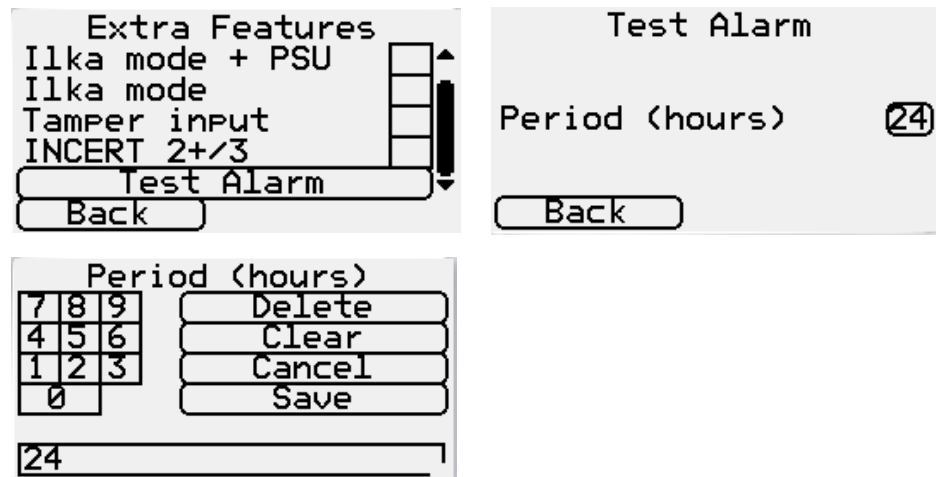 Extra Features
Ilka mode + PSU
Ilka mode
Tamper input
INCERT 2+/3
Test Alarm
Back
Test Alarm
Period (hours) 24
Back
Period (hours)
7 8 9 Delete
4 5 6 Clear
1 2 3 Cancel
0 Save
24